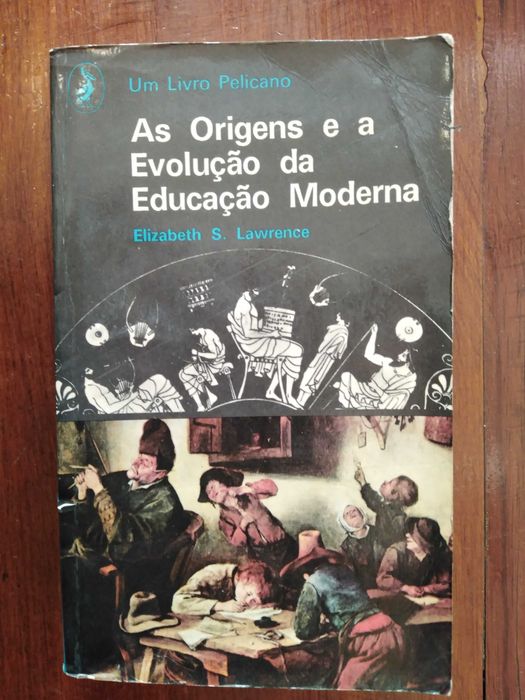 Um Livro Pelicano
As Origens e a
Evolução da
Educação Moderna
Elizabeth S. Lawrence